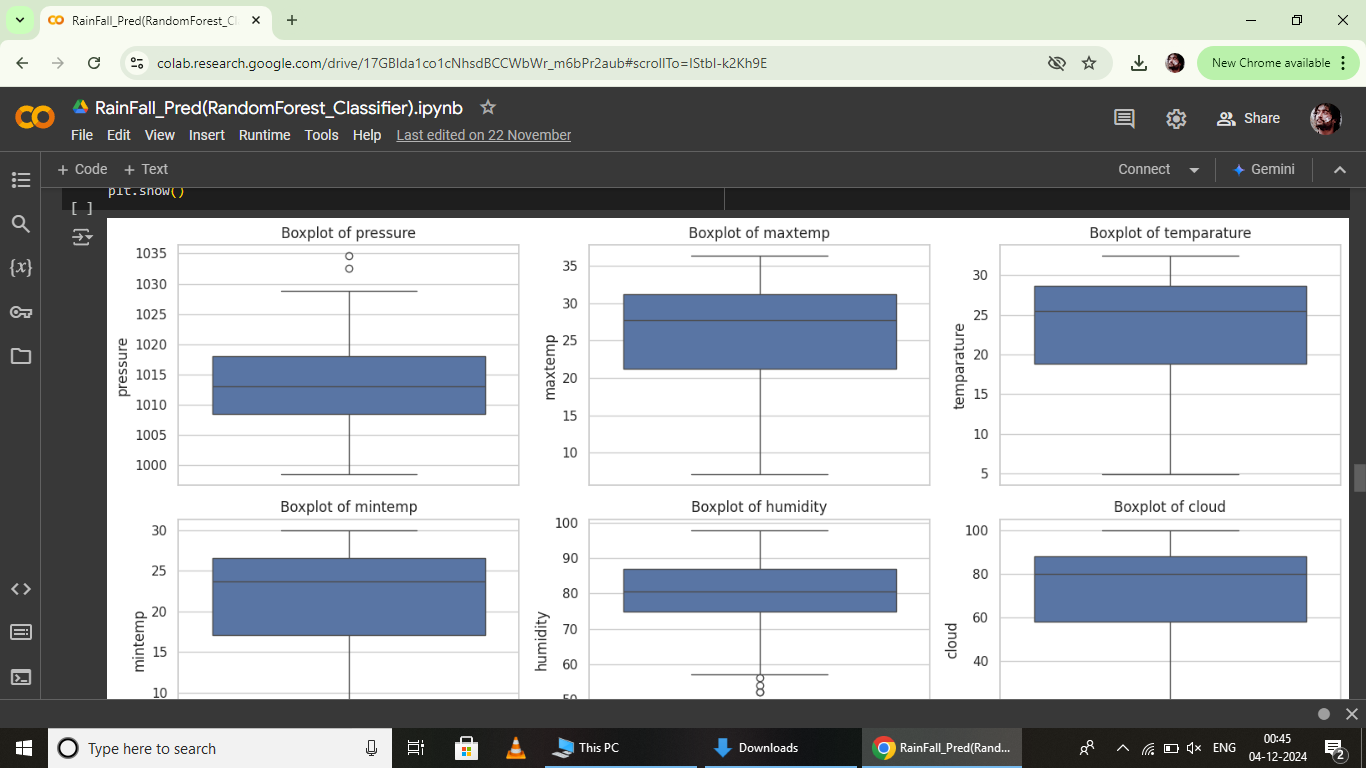 RainFall_Pred(RandomForest_Cl
colab.research.google.com/drive/17GBIda1co1cNhsdBCCWbWr_m6bPr2aub#scrollTo=IStbI-k2Kh9E
New Chrome available
RainFall_Pred(RandomForest_Classifier).ipynb
File Edit View Insert Runtime Tools Help Last edited on 22 November
Share
+ Code + Text
Connect
Gemini
plt.show()
[ ]
{x}
Boxplot of pressure
1035
1030
1025
1020
1015
1010
1005
1000
pressure
Boxplot of maxtemp
35
30
25
20
15
10
maxtemp
Boxplot of temparature
30
25
20
15
10
5
temparature
Boxplot of mintemp
30
25
20
15
10
mintemp
Boxplot of humidity
100
90
80
70
60
50
humidity
Boxplot of cloud
100
80
60
40
cloud
Type here to search
This PC
Downloads
RainFall_Pred(Rand...
ENG
00:45
04-12-2024
2